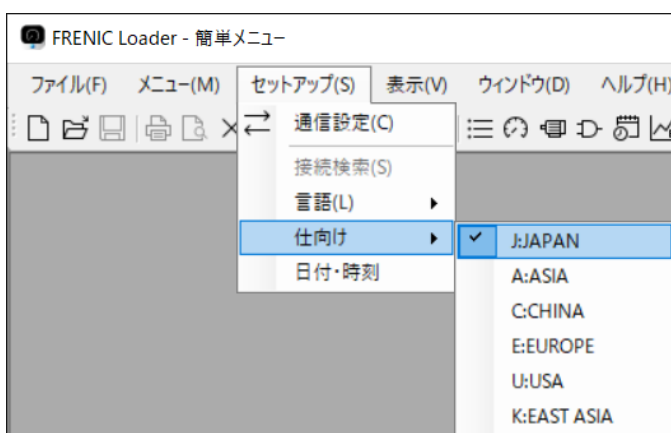 FRENIC Loader - 簡単メニュー
ファイル(F) メニュー(M) セットアップ(S) 表示(V) ウィンドウ(D) ヘルプ(H)
通信設定(C)
接続検索(S)
言語(L)
仕向け
日付・時刻
J:JAPAN
A:ASIA
C:CHINA
E:EUROPE
U:USA
K:EAST ASIA